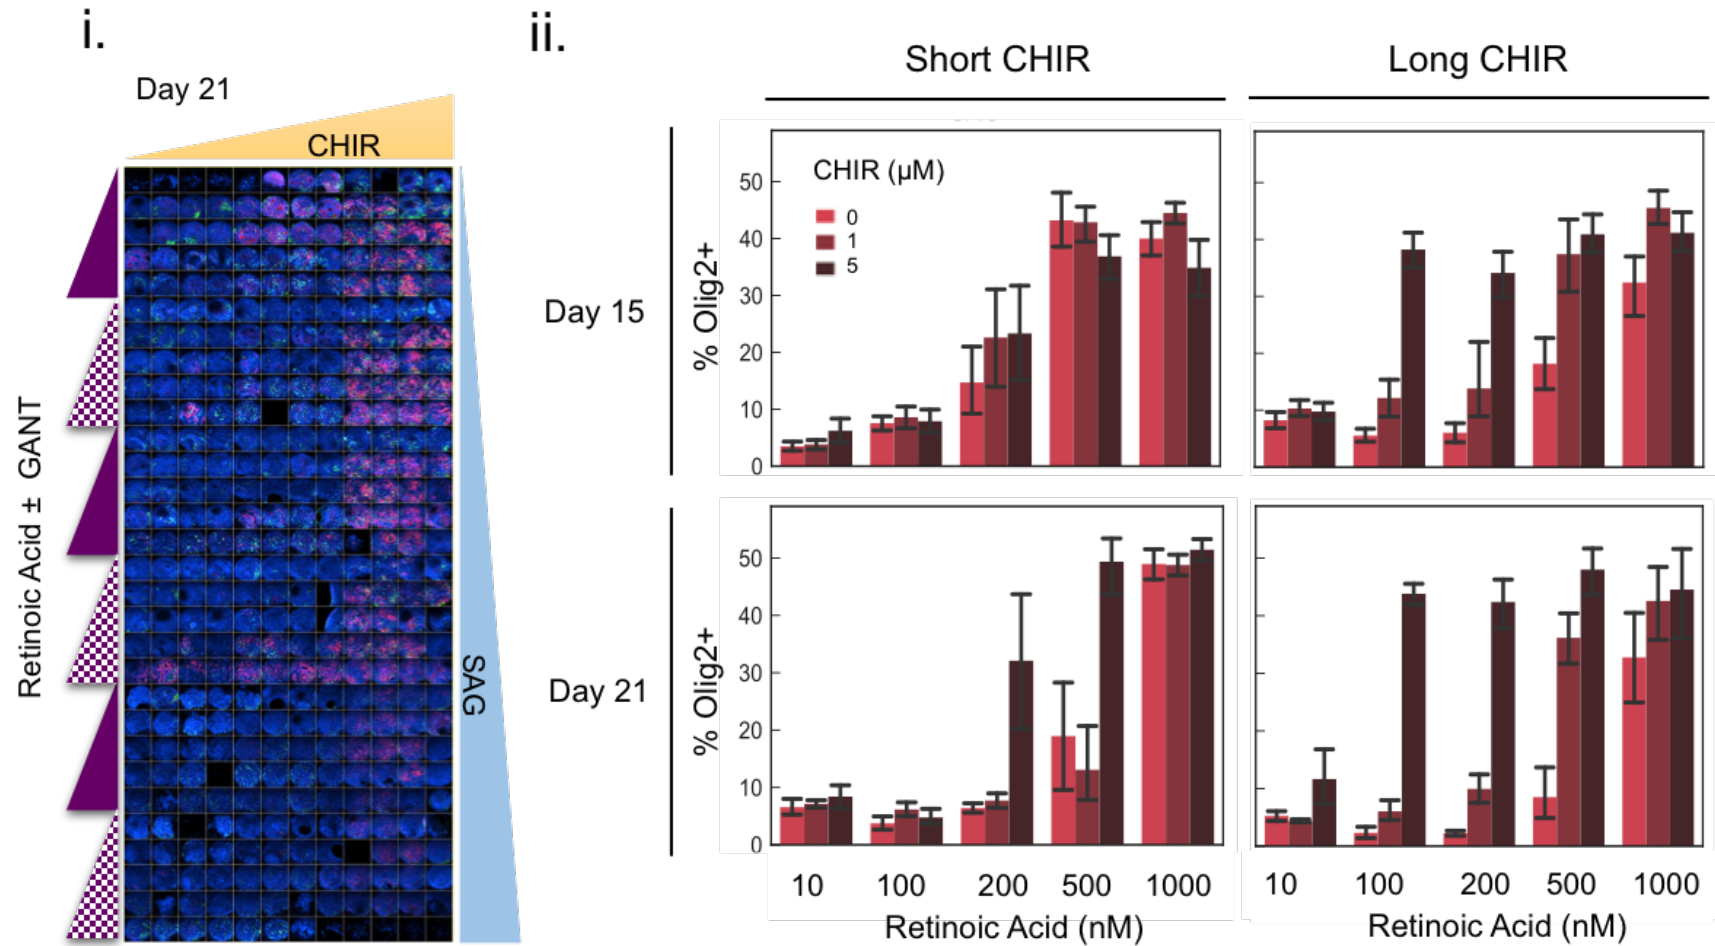 i.
Day 21
CHIR
Retinoic Acid ± GANT
SAG
ii.
Short CHIR
Long CHIR
Day 15
% Olig2+
50
40
30
20
10
0
CHIR (µM)
0
1
5
Day 21
% Olig2+
50
40
30
20
10
0
10 100 200 500 1000
Retinoic Acid (nM)
10 100 200 500 1000
Retinoic Acid (nM)